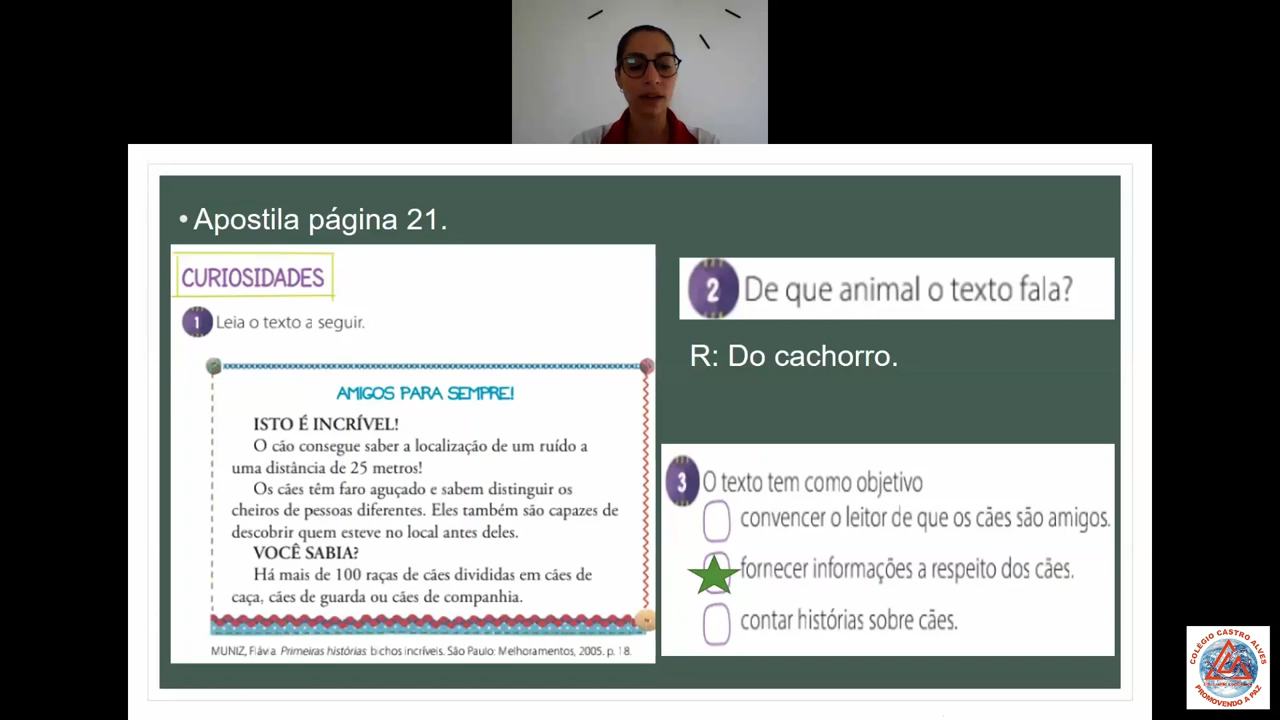 • Apostila página 21.
CURIOSIDADES
1 Leia o texto a seguir.
AMIGOS PARA SEMPRE!
ISTO É INCRÍVEL!
O cão consegue saber a localização de um ruído a
uma distância de 25 metros!
Os cães têm faro aguçado e sabem distinguir os
cheiros de pessoas diferentes. Eles também são capazes de
descobrir quem esteve no local antes deles.
VOCÊ SABIA?
Há mais de 100 raças de cães divididas em cães de
caça, cães de guarda ou cães de companhia.
MUNIZ, Flávia. Primeiras histórias: bichos incríveis. São Paulo: Melhoramentos, 2005. p. 18.
2 De que animal o texto fala?
R: Do cachorro.
3 O texto tem como objetivo
convencer o leitor de que os cães são amigos.
fornecer informações a respeito dos cães.
contar histórias sobre cães.
COLÉGIO CASTRO ALVES
PROMOVENDO A PAZ